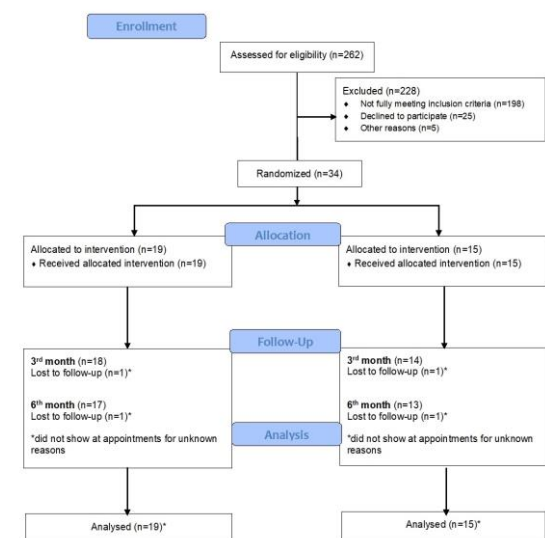 Enrollment
Assessed for eligibility (n=262)
Excluded (n=228)
♦ Not fully meeting inclusion criteria (n=198)
♦ Declined to participate (n=25)
♦ Other reasons (n=5)
Randomized (n=34)
Allocation
Allocated to intervention (n=19)
♦ Received allocated intervention (n=19)
Allocated to intervention (n=15)
♦ Received allocated intervention (n=15)
Follow-Up
3rd month (n=18)
Lost to follow-up (n=1)*
6th month (n=17)
Lost to follow-up (n=1)*
*did not show at appointments for unknown
reasons
3rd month (n=14)
Lost to follow-up (n=1)*
6th month (n=13)
Lost to follow-up (n=1)*
*did not show at appointments for unknown
reasons
Analysis
Analysed (n=19)*
Analysed (n=15)*